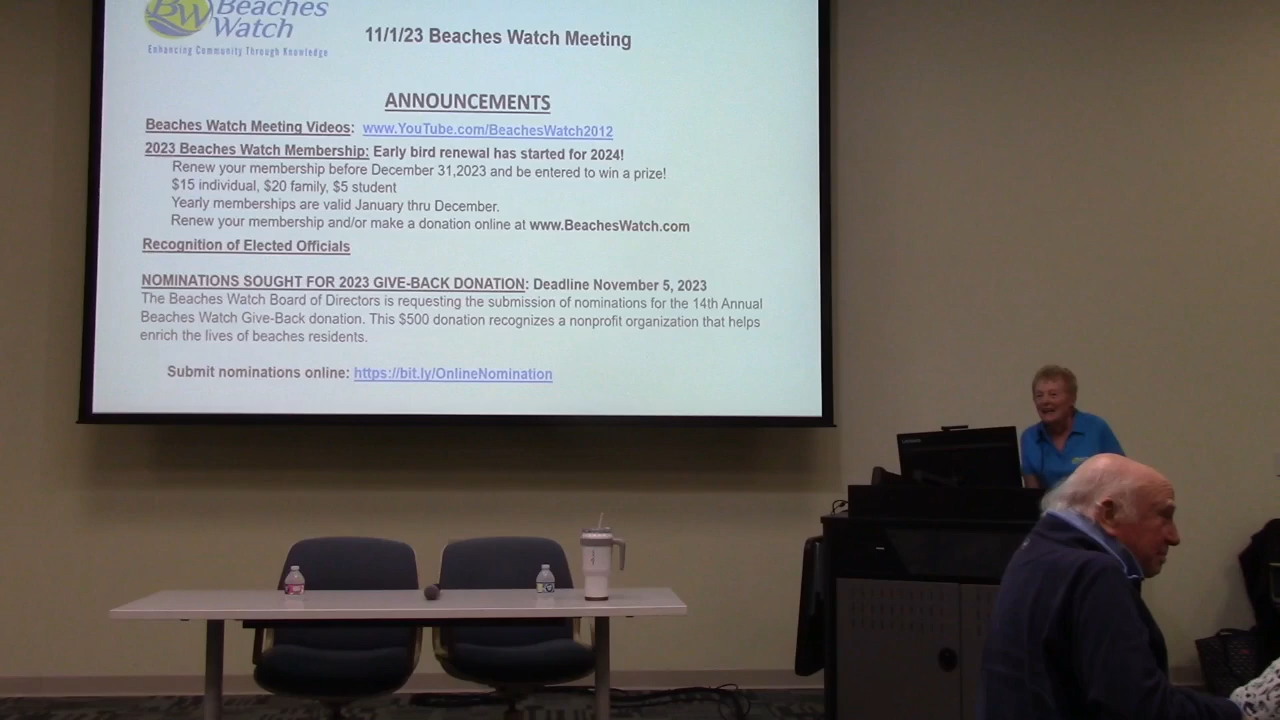 BW Beaches
Watch
Enhancing Community Through Knowledge
11/1/23 Beaches Watch Meeting
ANNOUNCEMENTS
Beaches Watch Meeting Videos: www.YouTube.com/BeachesWatch2012
2023 Beaches Watch Membership: Early bird renewal has started for 2024!
Renew your membership before December 31,2023 and be entered to win a prize!
$15 individual, $20 family, $5 student
Yearly memberships are valid January thru December.
Renew your membership and/or make a donation online at www.BeachesWatch.com
Recognition of Elected Officials
NOMINATIONS SOUGHT FOR 2023 GIVE-BACK DONATION: Deadline November 5, 2023
The Beaches Watch Board of Directors is requesting the submission of nominations for the 14th Annual
Beaches Watch Give-Back donation. This $500 donation recognizes a nonprofit organization that helps
enrich the lives of beaches residents.
Submit nominations online: https://bit.ly/OnlineNomination